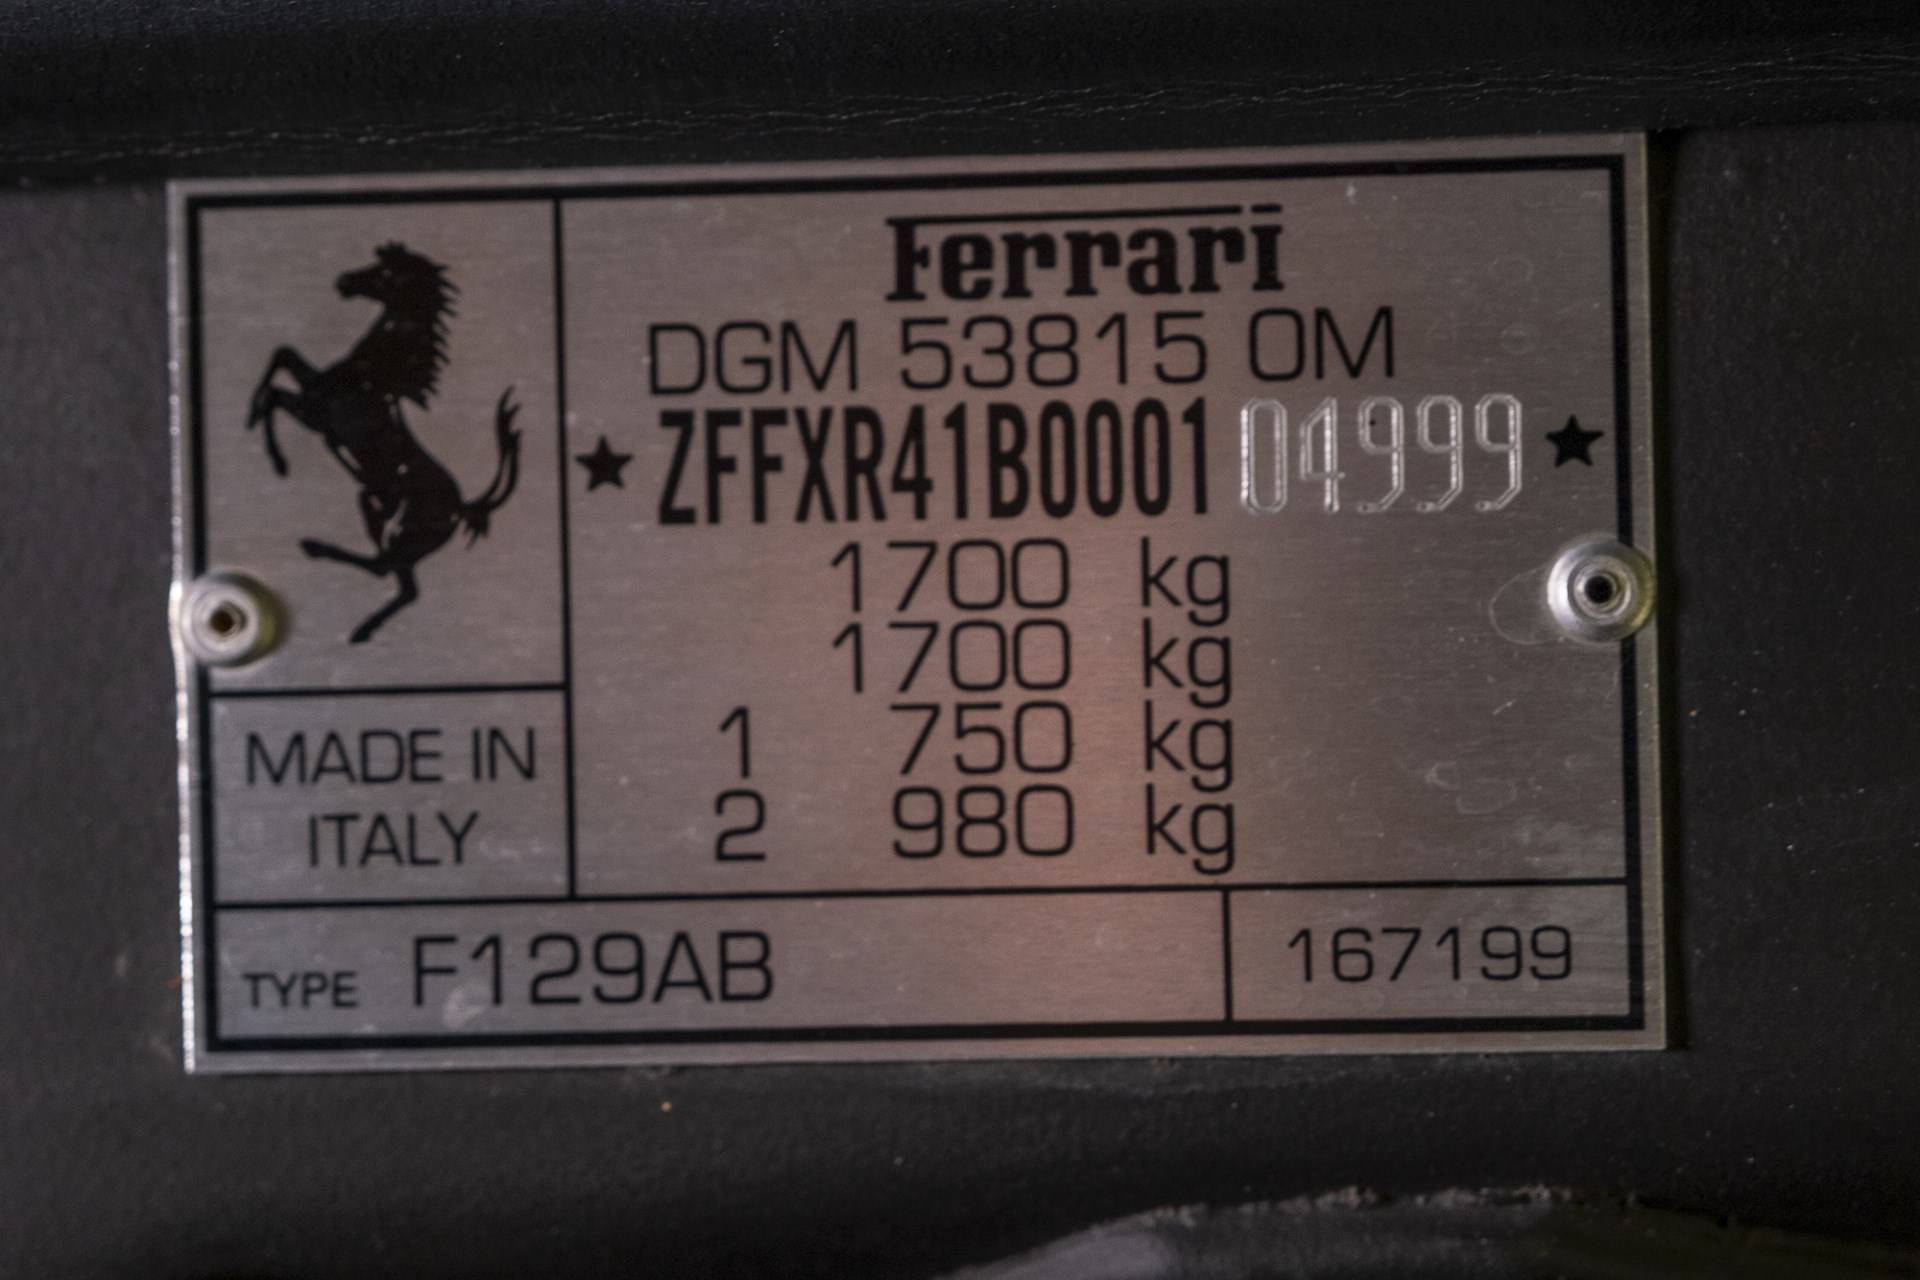 Ferrari
DGM 53815 OM
★ ZFFXR41B000104999 ★
1700 kg
1700 kg
1 750 kg
2 980 kg
MADE IN
ITALY
TYPE F129AB
167199